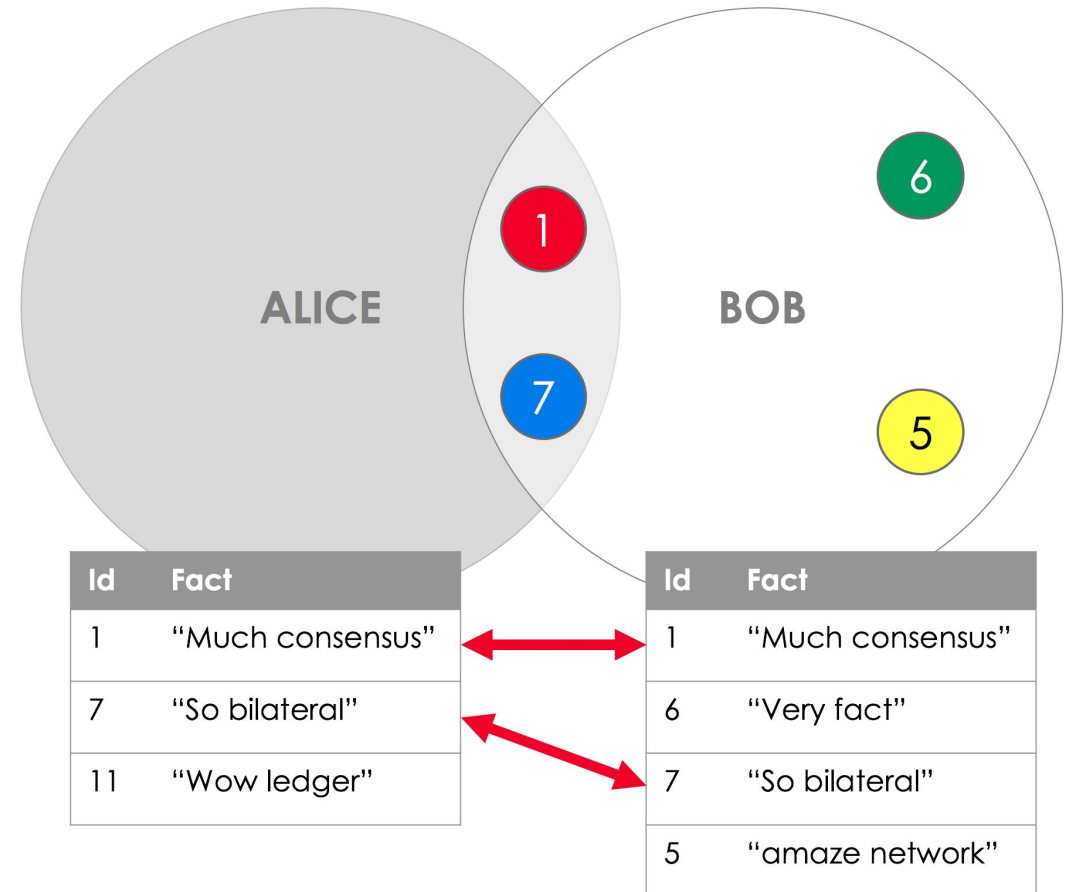 6
1
ALICE
BOB
7
5
Id Fact
1 “Much consensus”
7 “So bilateral”
11 “Wow ledger”
Id Fact
1 “Much consensus”
6 “Very fact”
7 “So bilateral”
5 “amaze network”